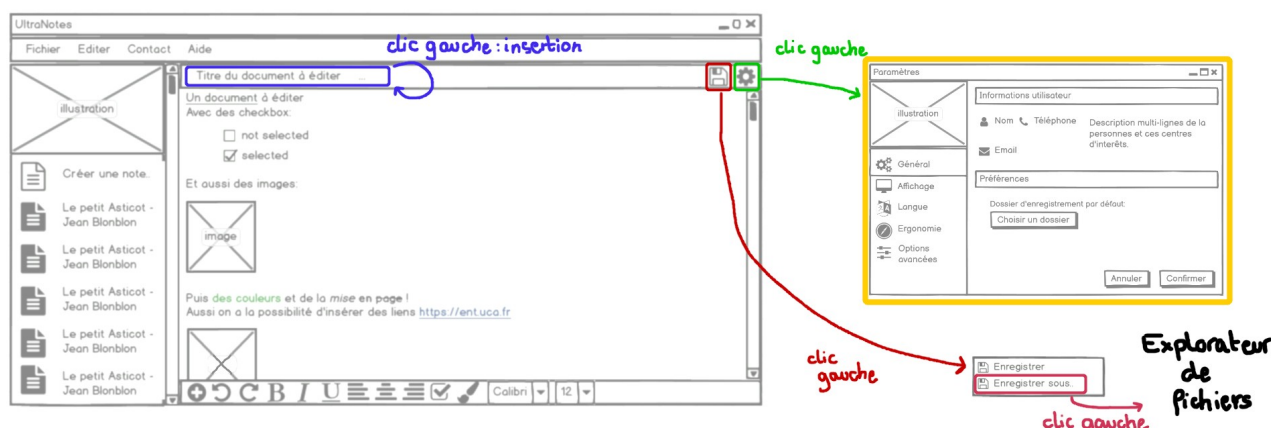 UltraNotes
Fichier Editer Contact Aide
clic gauche : insertion
Titre du document à éditer ...
illustration
Créer une note..
Le petit Asticot -
Jean Blonblon
Le petit Asticot -
Jean Blonblon
Le petit Asticot -
Jean Blonblon
Le petit Asticot -
Jean Blonblon
Le petit Asticot -
Jean Blonblon
Un document à éditer
Avec des checkbox:
not selected
selected
Et aussi des images:
image
Puis des couleurs et de la mise en page !
Aussi on a la possibilité d'insérer des liens https://ent.uca.fr
B I U Calibri 12
clic gauche
Paramètres
illustration
Général
Affichage
Langue
Ergonomie
Options
avancées
Informations utilisateur
Nom Téléphone
Email
Description multi-lignes de la
personnes et ces centres
d'interêts.
Préférences
Dossier d'enregistrement par défaut:
Choisir un dossier
Annuler Confirmer
clic
gauche
Enregistrer
Enregistrer sous..
clic gauche
Explorateur
de
fichiers